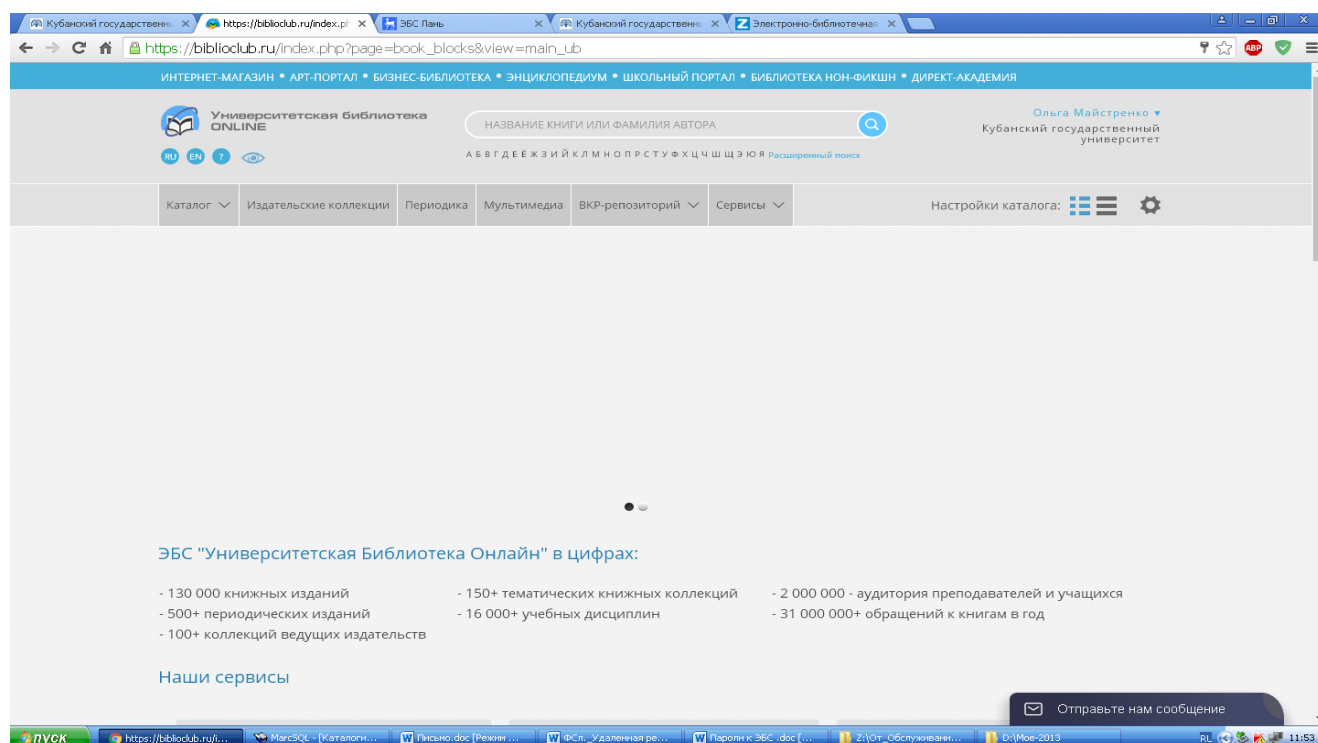 Кубанский государственн
https://biblioclub.ru/index.ph
ЭБС Лань
Кубанский государственны
Электронно-библиотечная
https://biblioclub.ru/index.php?page=book_blocks&view=main_ub
ABP
ИНТЕРНЕТ-МАГАЗИН • АРТ-ПОРТАЛ • БИЗНЕС-БИБЛИОТЕКА • ЭНЦИКЛОПЕДИУМ • ШКОЛЬНЫЙ ПОРТАЛ • БИБЛИОТЕКА НОН-ФИКШН • ДИРЕКТ-АКАДЕМИЯ
Университетская библиотека
ONLINE
НАЗВАНИЕ КНИГИ ИЛИ ФАМИЛИЯ АВТОРА
Ольга Майстренко ▾
Кубанский государственный
университет
RU EN ?
А Б В Г Д Е Ё Ж З И Й К Л М Н О П Р С Т У Ф Х Ц Ч Ш Щ Э Ю Я Расширенный поиск
Каталог
Издательские коллекции
Периодика
Мультимедиа
ВКР-репозиторий
Сервисы
Настройки каталога:
ЭБС "Университетская Библиотека Онлайн" в цифрах:
- 130 000 книжных изданий
- 500+ периодических изданий
- 100+ коллекций ведущих издательств
- 150+ тематических книжных коллекций
- 16 000+ учебных дисциплин
- 2 000 000 - аудитория преподавателей и учащихся
- 31 000 000+ обращений к книгам в год
Наши сервисы
Отправьте нам сообщение
пуск
https://biblioclub.ru/i...
MarcSQL - [Каталоги...
Письмо.doc [Режим ...
ФСл._Удаленная ре...
Пароли к ЭБС .doc [...
Z:\От_Обслуживани...
D:\Мое-2013
RL
11:53